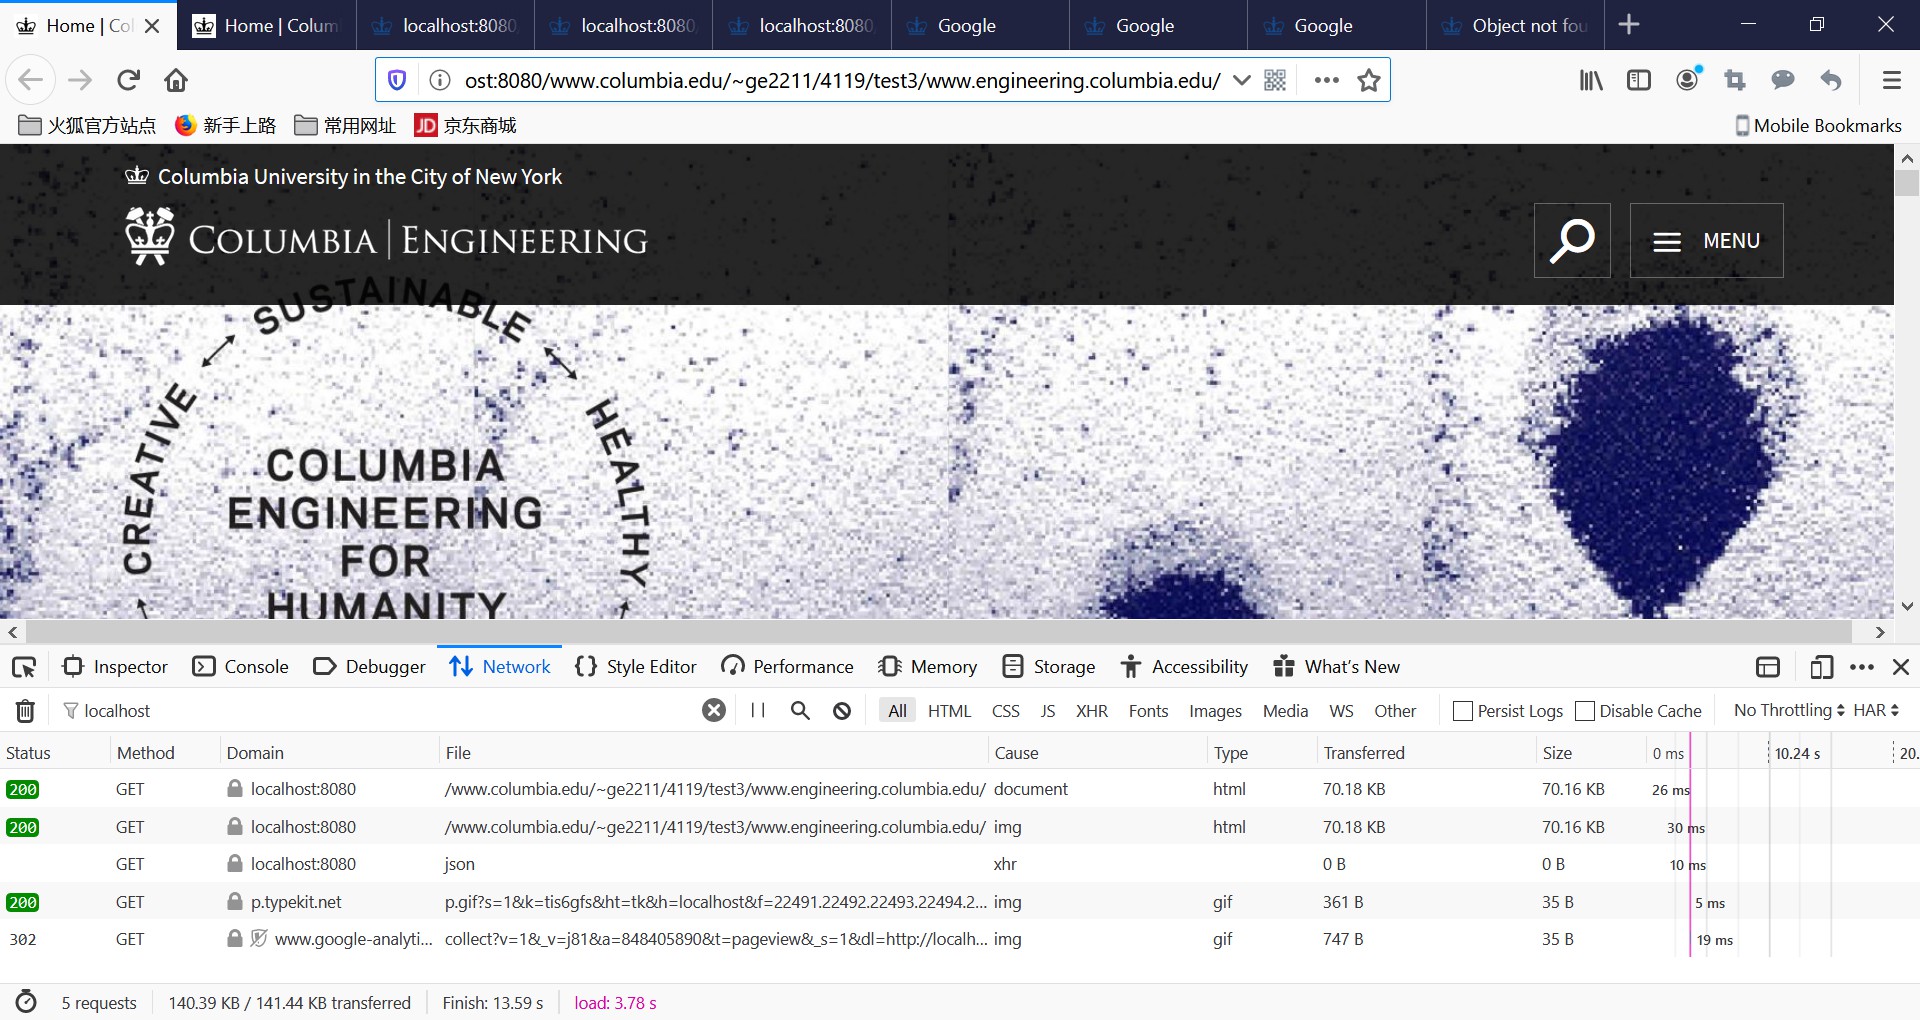 Home | Col
Home | Colum
localhost:8080
localhost:8080
localhost:8080
Google
Google
Google
Object not fou
ost:8080/www.columbia.edu/~ge2211/4119/test3/www.engineering.columbia.edu/
火狐官方站点
新手上路
常用网址
JD 京东商城
Mobile Bookmarks
Columbia University in the City of New York
COLUMBIA | ENGINEERING
MENU
SUSTAINABLE
CREATIVE
HEALTHY
COLUMBIA
ENGINEERING
FOR
HUMANITY
Inspector Console Debugger Network Style Editor Performance Memory Storage Accessibility What's New
localhost
All HTML CSS JS XHR Fonts Images Media WS Other Persist Logs Disable Cache No Throttling HAR
Status Method Domain File Cause Type Transferred Size 0 ms 10.24 s 20.
200 GET localhost:8080 /www.columbia.edu/~ge2211/4119/test3/www.engineering.columbia.edu/ document html 70.18 KB 70.16 KB 26 ms
200 GET localhost:8080 /www.columbia.edu/~ge2211/4119/test3/www.engineering.columbia.edu/ img html 70.18 KB 70.16 KB 30 ms
GET localhost:8080 json xhr 0 B 0 B 10 ms
200 GET p.typekit.net p.gif?s=1&k=tis6gfs&ht=tk&h=localhost&f=22491.22492.22493.22494.2... img gif 361 B 35 B 5 ms
302 GET www.google-analyti... collect?v=1&_v=j81&a=848405890&t=pageview&_s=1&dl=http://localh... img gif 747 B 35 B 19 ms
5 requests 140.39 KB / 141.44 KB transferred Finish: 13.59 s load: 3.78 s